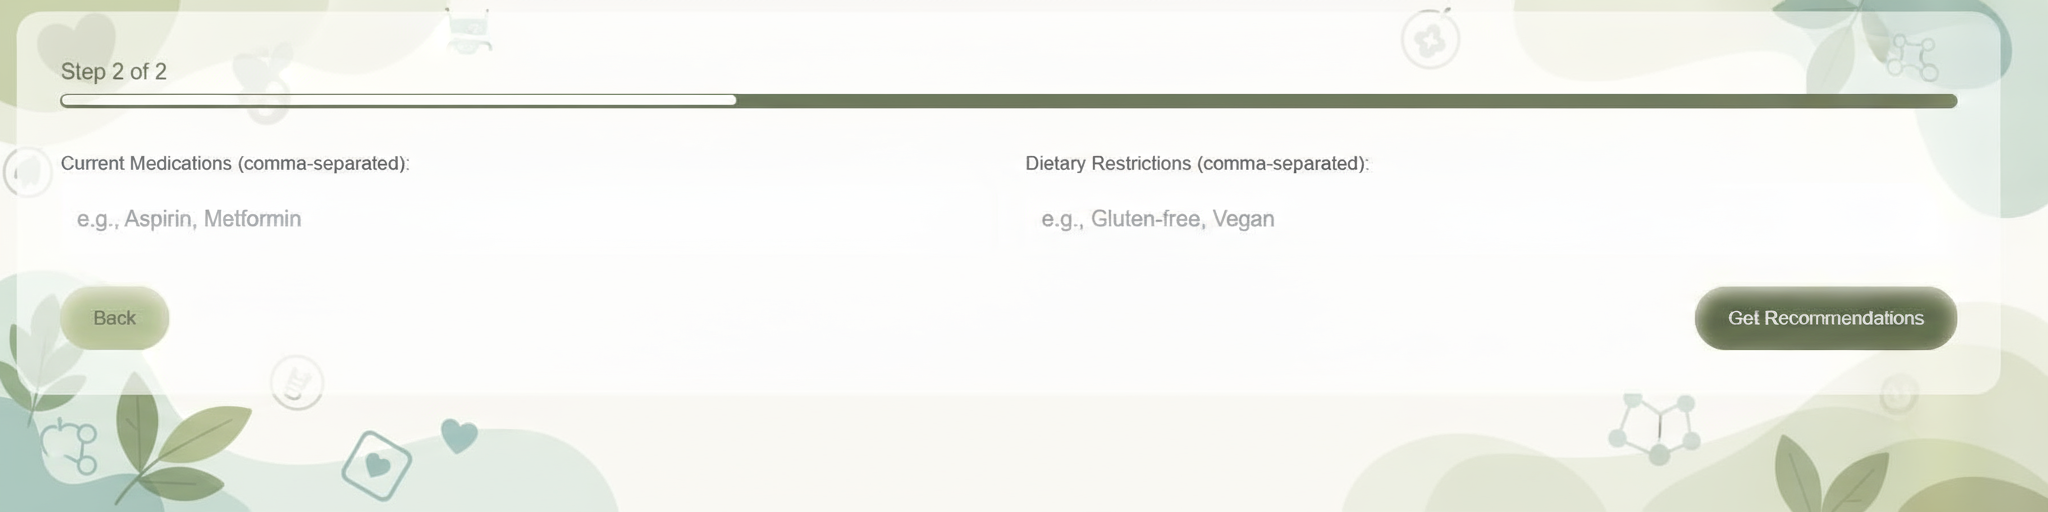 Step 2 of 2
Current Medications (comma-separated):
Dietary Restrictions (comma-separated):
e.g., Aspirin, Metformin
e.g., Gluten-free, Vegan
Back
Get Recommendations